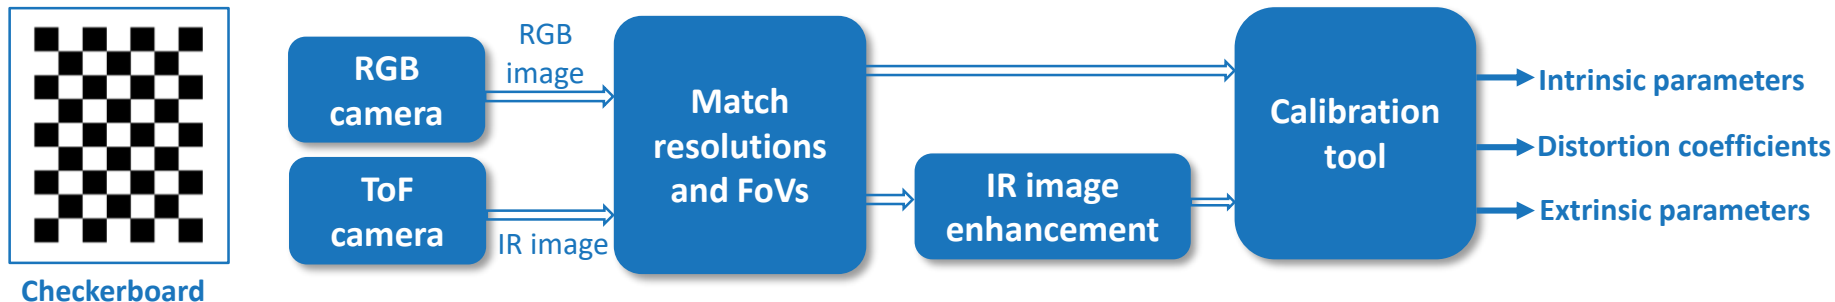 Checkerboard
RGB
camera
ToF
camera
RGB
image
IR image
Match
resolutions
and FoVs
IR image
enhancement
Calibration
tool
Intrinsic parameters
Distortion coefficients
Extrinsic parameters